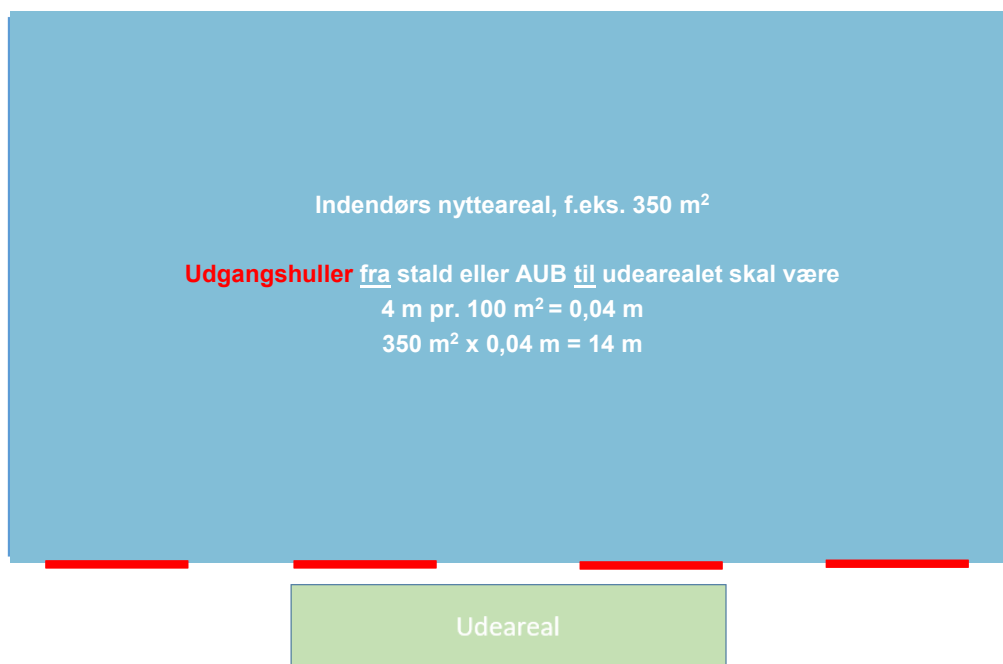 Indendørs nytteareal, f.eks. 350 m²
Udgangshuller fra stald eller AUB til udearealet skal være
4 m pr. 100 m² = 0,04 m
350 m² x 0,04 m = 14 m
Udeareal